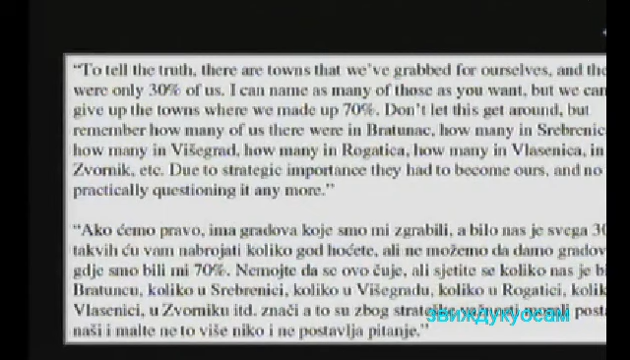 “To tell the truth, there are towns that we’ve grabbed for ourselves, and the
were only 30% of us. I can name as many of those as you want, but we can
give up the towns where we made up 70%. Don’t let this get around, but
remember how many of us there were in Bratunac, how many in Srebrenic
how many in Višegrad, how many in Rogatica, how many in Vlasenica, in
Zvornik, etc. Due to strategic importance they had to become ours, and no
practically questioning it any more.”
“Ako ćemo pravo, ima gradova koje smo mi zgrabili, a bilo nas je svega 30
takvih ću vam nabrojati koliko god hoćete, ali ne možemo da damo gradov
gdje smo bili mi 70%. Nemojte da se ovo čuje, ali sjetite se koliko nas je b
Bratuncu, koliko u Srebrenici, koliko u Višegradu, koliko u Rogatici, kolik
Vlasenici, u Zvorniku itd. znači a to su zbog strateške važnosti morali post
naši i malte ne to više niko i ne postavlja pitanje.”
звиждукуосам